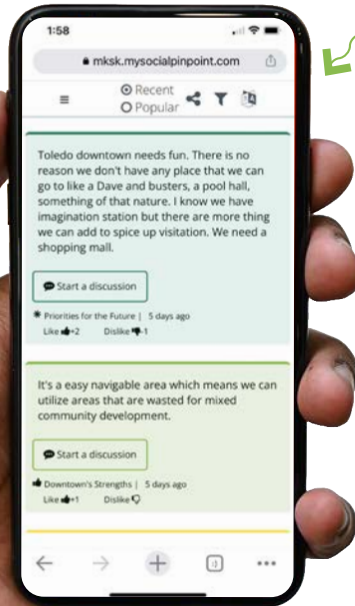 1:58
mksk.mysocialpinpoint.com
Recent
Popular
Toledo downtown needs fun. There is no
reason we don't have any place that we can
go to like a Dave and busters, a pool hall,
something of that nature. I know we have
imagination station but there are more thing
we can add to spice up visitation. We need a
shopping mall.
Start a discussion
Priorities for the Future | 5 days ago
Like +2 Dislike -1
It's a easy navigable area which means we can
utilize areas that are wasted for mixed
community development.
Start a discussion
Downtown's Strengths | 5 days ago
Like +1 Dislike